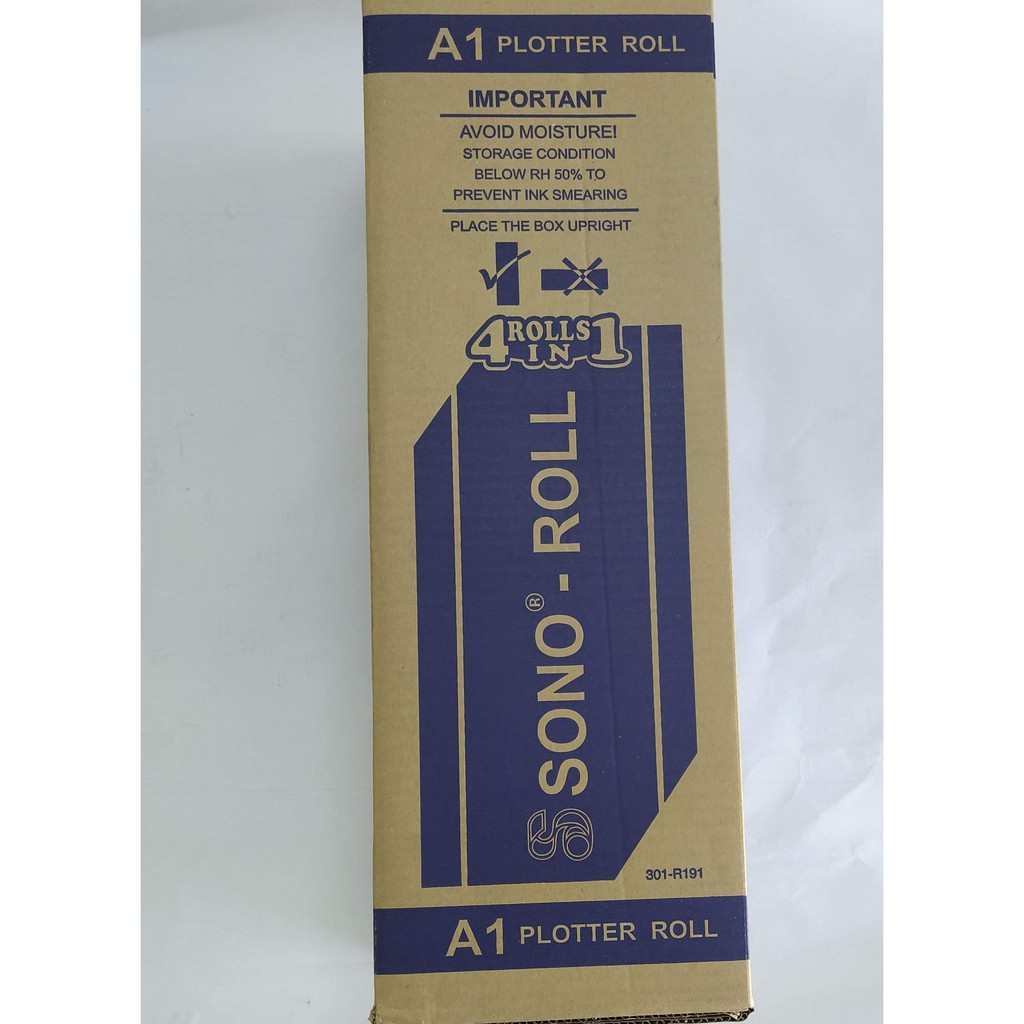 A1 PLOTTER ROLL
IMPORTANT
AVOID MOISTURE!
STORAGE CONDITION
BELOW RH 50% TO
PREVENT INK SMEARING
PLACE THE BOX UPRIGHT
4 ROLLS IN 1
SONO® - ROLL
301-R191
A1 PLOTTER ROLL